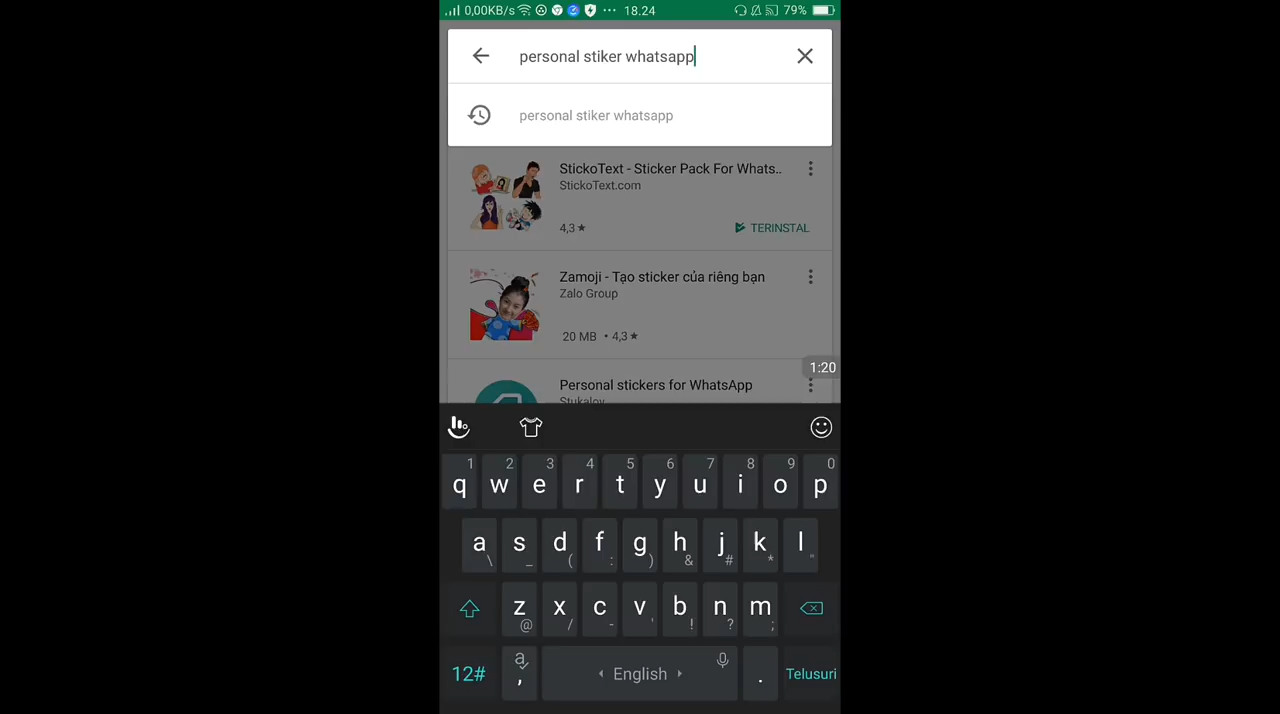 0,00KB/s ··· 18.24 79%
personal stiker whatsapp
personal stiker whatsapp
StickoText - Sticker Pack For Whats..
StickoText.com
4,3★ TERINSTAL
Zamoji - Tạo sticker của riêng bạn
Zalo Group
20 MB • 4,3★
1:20
Personal stickers for WhatsApp
Stukalov
1 2 3 4 5 6 7 8 9 0
q w e r t y u i o p
a s d f g h j k l
\ _ ( : ) & # * "
z x c v b n m
@ / - ' ! ? ;
12# a , English . Telusuri